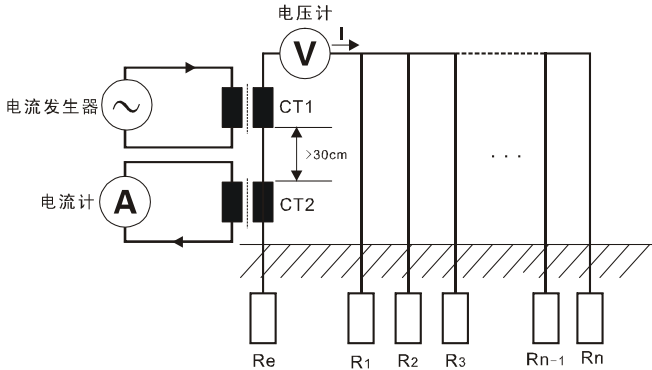 电压计
I
V
电流发生器
CT1
>30cm
...
电流计
A
CT2
Re
R1
R2
R3
Rn-1
Rn